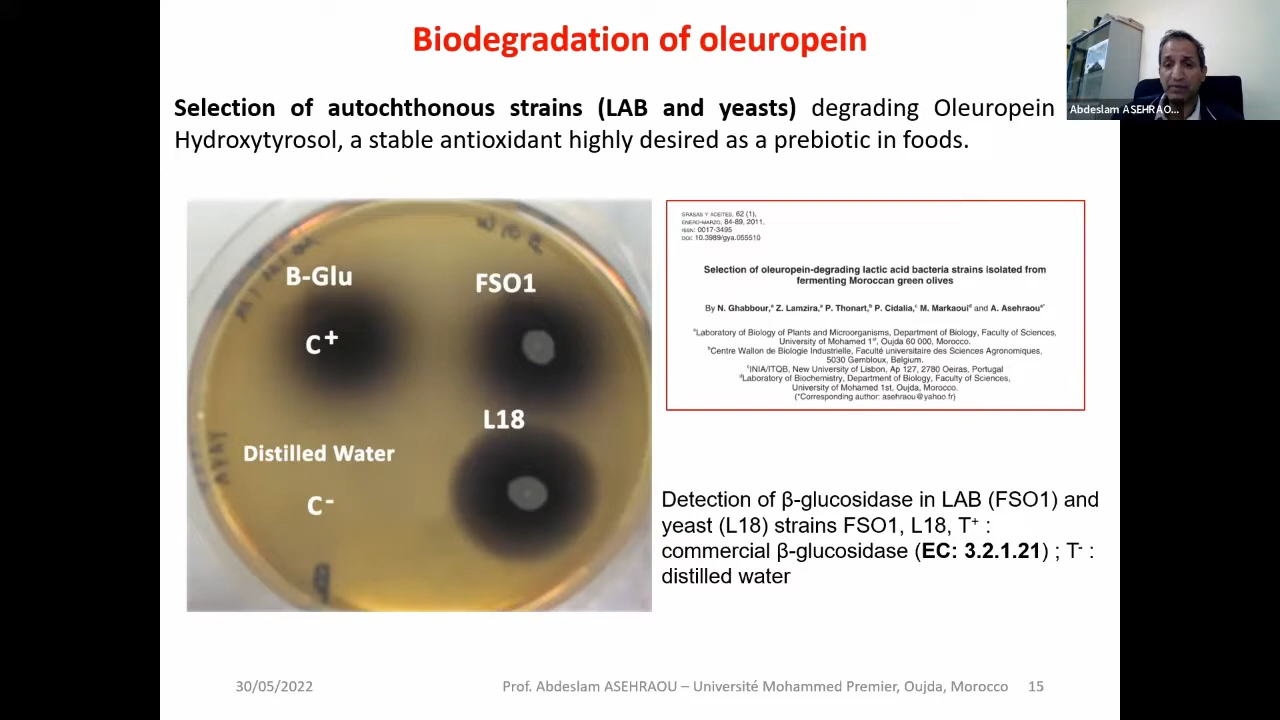 Biodegradation of oleuropein
Abdeslam ASEHRAO...
Selection of autochthonous strains (LAB and yeasts) degrading Oleuropein
Hydroxytyrosol, a stable antioxidant highly desired as a prebiotic in foods.
B-Glu
C+
FSO1
L18
Distilled Water
C-
GRASAS Y ACEITES, 62 (1),
ENERO-MARZO, 84-89, 2011,
ISSN: 0017-3495
DOI: 10.3989/gya.055510
Selection of oleuropein-degrading lactic acid bacteria strains isolated from
fermenting Moroccan green olives
By N. Ghabbour,a Z. Lamzira,a P. Thonart,b P. Cidalia,c M. Markaouid and A. Asehraoua*
aLaboratory of Biology of Plants and Microorganisms, Department of Biology, Faculty of Sciences,
University of Mohamed 1st, Oujda 60 000, Morocco.
bCentre Wallon de Biologie Industrielle, Faculté universitaire des Sciences Agronomiques,
5030 Gembloux, Belgium.
cINIA/ITQB, New University of Lisbon, Ap 127, 2780 Oeiras, Portugal
dLaboratory of Biochemistry, Department of Biology, Faculty of Sciences,
University of Mohamed 1st, Oujda, Morocco.
(*Corresponding author: asehraou@yahoo.fr)
Detection of β-glucosidase in LAB (FSO1) and
yeast (L18) strains FSO1, L18, T+ :
commercial β-glucosidase (EC: 3.2.1.21) ; T- :
distilled water
30/05/2022
Prof. Abdeslam ASEHRAOU – Université Mohammed Premier, Oujda, Morocco
15